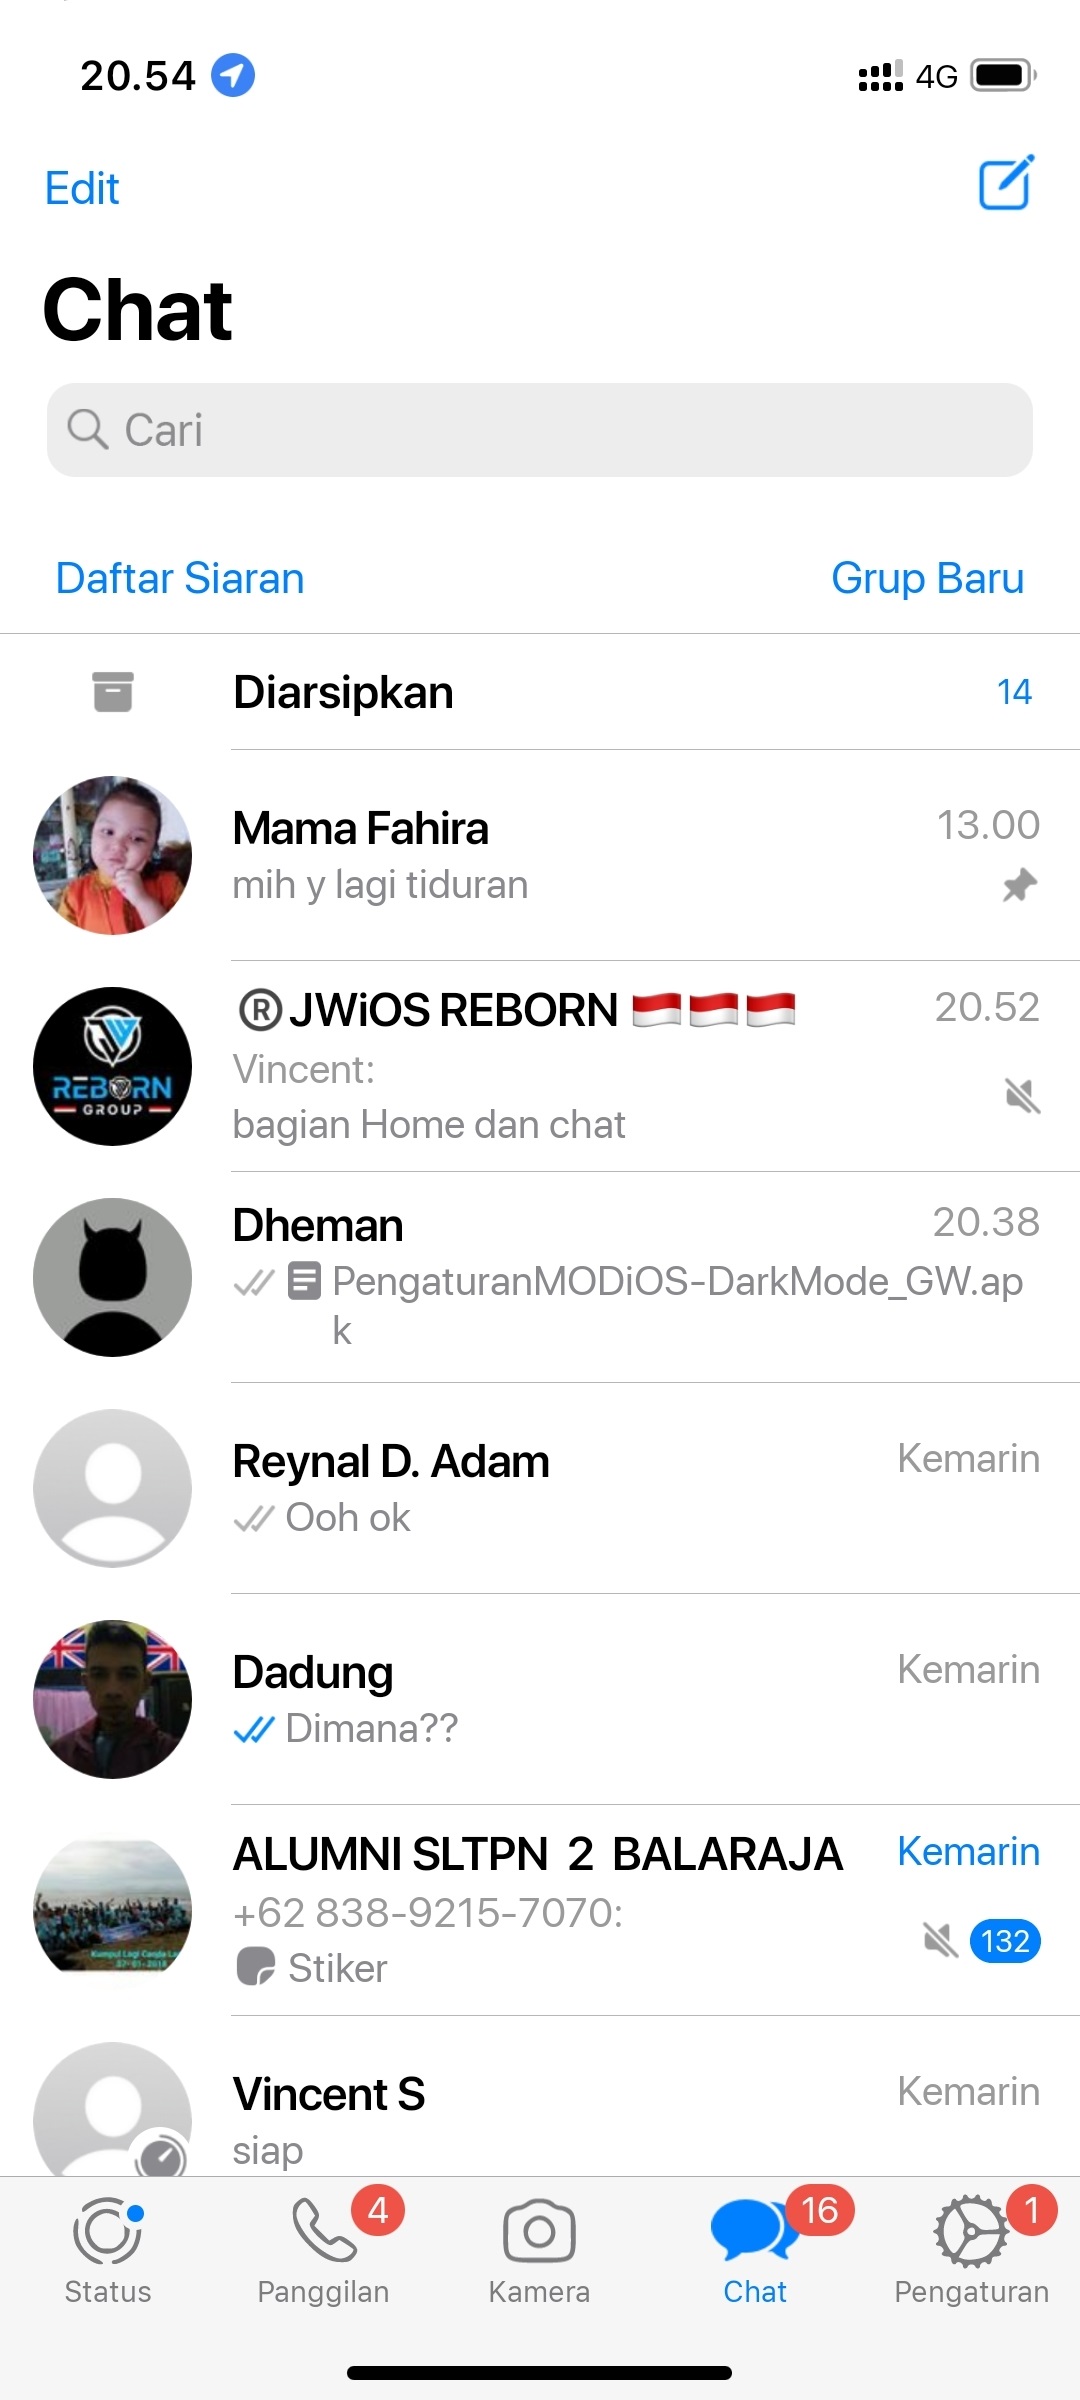 20.54
4G
Edit
Chat
Cari
Daftar Siaran
Grup Baru
Diarsipkan
14
Mama Fahira
13.00
mih y lagi tiduran
REBORN
GROUP
®JWiOS REBORN 🇮🇩🇮🇩🇮🇩
20.52
Vincent:
bagian Home dan chat
Dheman
20.38
PengaturanMODiOS-DarkMode_GW.ap
k
Reynal D. Adam
Kemarin
Ooh ok
Dadung
Kemarin
Dimana??
ALUMNI SLTPN 2 BALARAJA
Kemarin
+62 838-9215-7070:
132
Stiker
Vincent S
Kemarin
siap
4
16
1
Status
Panggilan
Kamera
Chat
Pengaturan